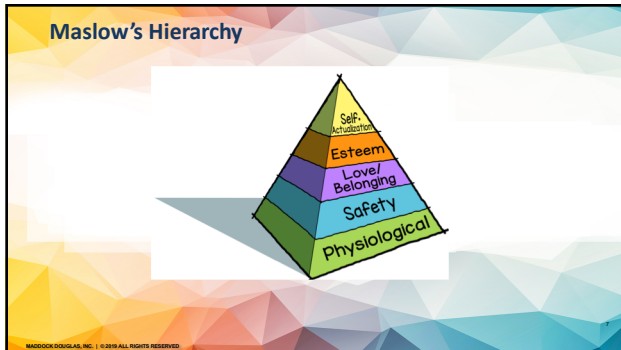 Maslow's Hierarchy
Self-
Actualization
Esteem
Love/
Belonging
Safety
Physiological
7
MADDOCK DOUGLAS, INC. | © 2019 ALL RIGHTS RESERVED